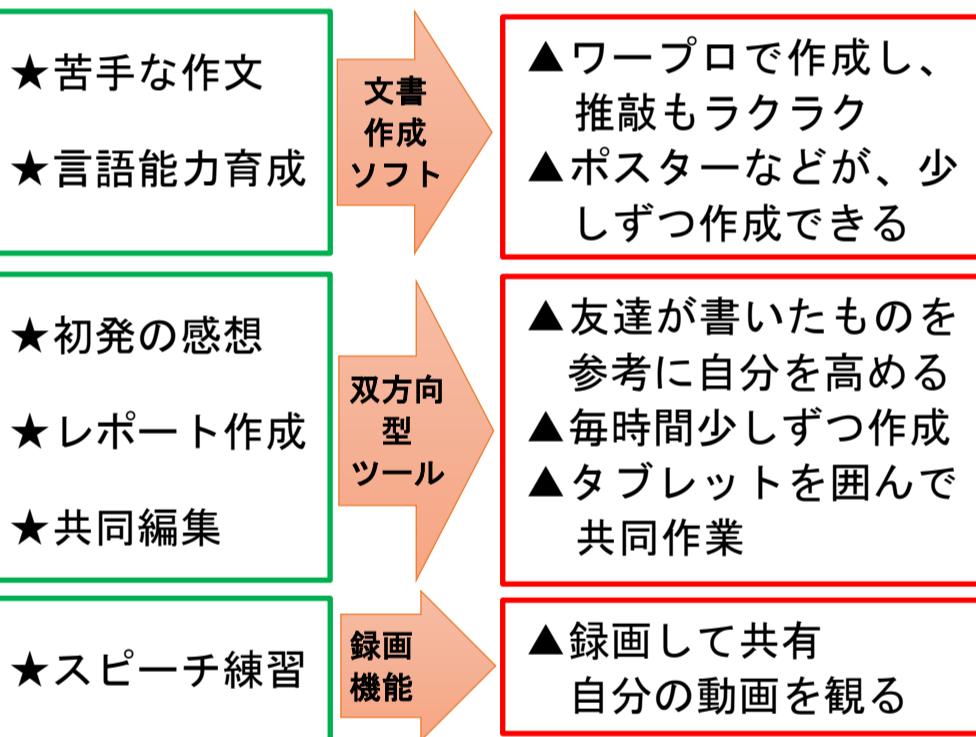 ★苦手な作文
★言語能力育成
文書
作成
ソフト
▲ワープロで作成し、
推敲もラクラク
▲ポスターなどが、少
しずつ作成できる
★初発の感想
★レポート作成
★共同編集
双方向
型
ツール
▲友達が書いたものを
参考に自分を高める
▲毎時間少しずつ作成
▲タブレットを囲んで
共同作業
★スピーチ練習
録画
機能
▲録画して共有
自分の動画を観る